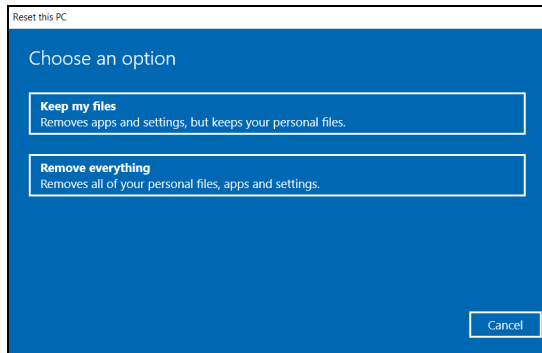 Reset this PC
Choose an option
Keep my files
Removes apps and settings, but keeps your personal files.
Remove everything
Removes all of your personal files, apps and settings.
Cancel